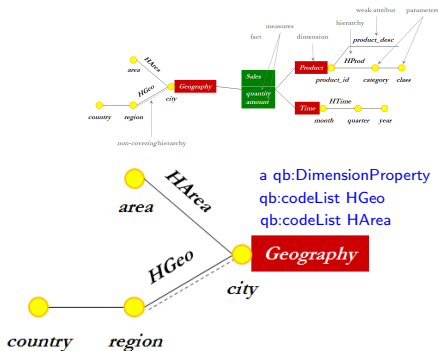 weak attribut
measures
hierarchy
parameters
fact
dimension
product_desc
HProd
HArea
area
Sales
Product
product_id
category
class
Geography
quantity
amount
HGeo
city
Time
HTime
country
region
month
quarter
year
non-covering hierarchy
a qb:DimensionProperty
qb:codeList HGeo
qb:codeList HArea
area
HArea
Geography
HGeo
city
country
region